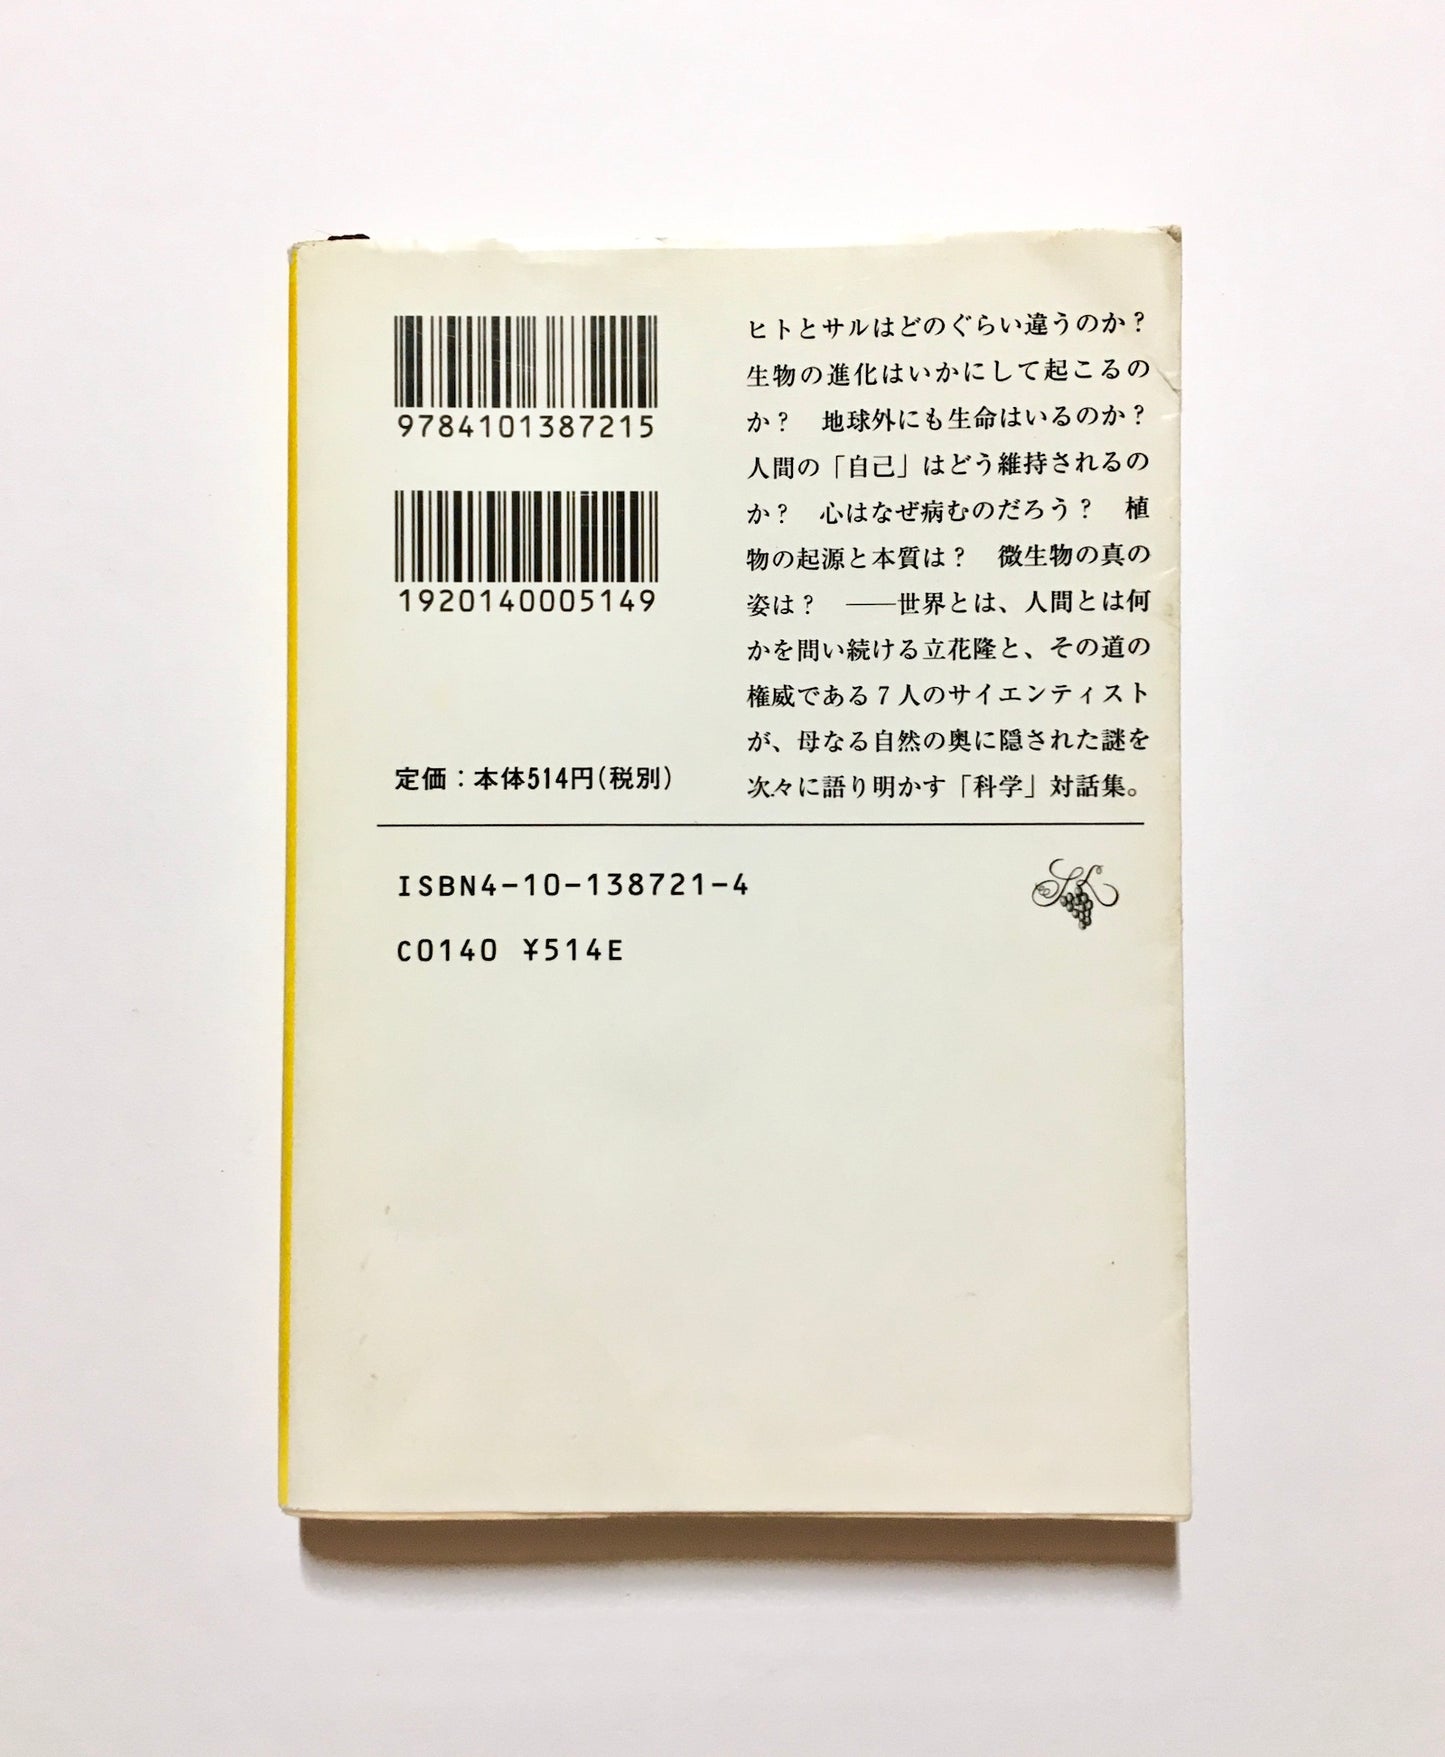 9784101387215
1920140005149
定価：本体514円(税別)
ヒトとサルはどのぐらい違うのか？
生物の進化はいかにして起こるの
か？　地球外にも生命はいるのか？
人間の「自己」はどう維持されるの
か？　心はなぜ病むのだろう？　植
物の起源と本質は？　微生物の真の
姿は？　――世界とは、人間とは何
かを問い続ける立花隆と、その道の
権威である7人のサイエンティスト
が、母なる自然の奥に隠された謎を
次々に語り明かす「科学」対話集。
ISBN4-10-138721-4
C0140 ¥514E